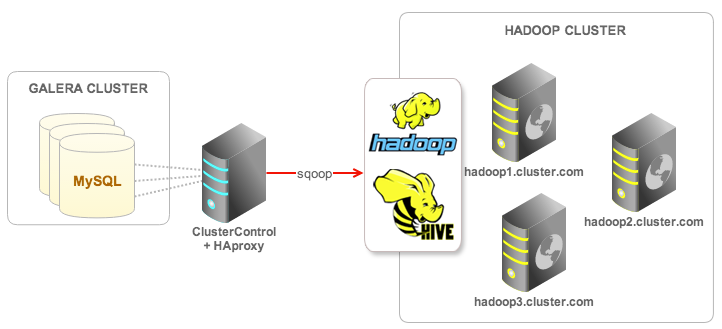 HADOOP CLUSTER
GALERA CLUSTER
MySQL
ClusterControl
+ HAproxy
sqoop
hadoop
HIVE
hadoop1.cluster.com
hadoop2.cluster.com
hadoop3.cluster.com